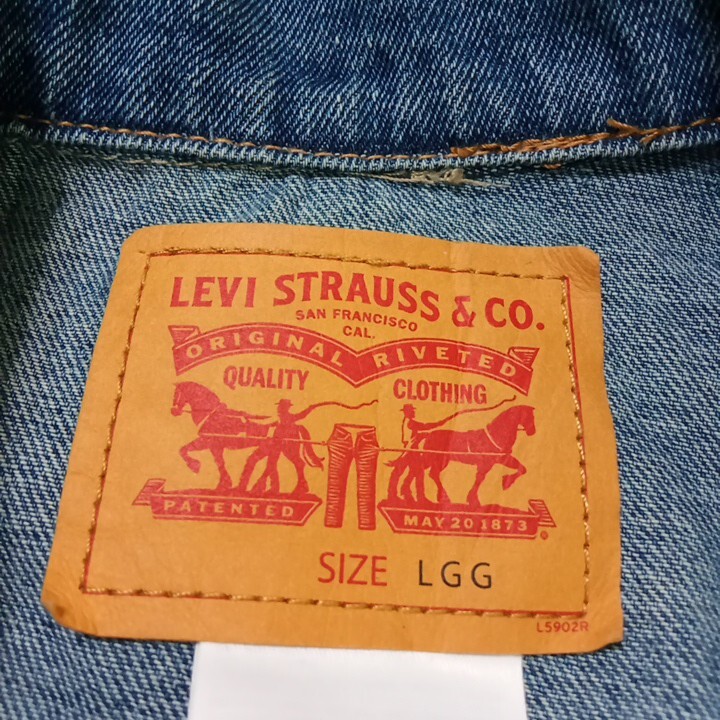 LEVI STRAUSS & CO.
SAN FRANCISCO
CAL.
ORIGINAL RIVETED
QUALITY CLOTHING
PATENTED
MAY 20 1873
SIZE LGG
L5902R